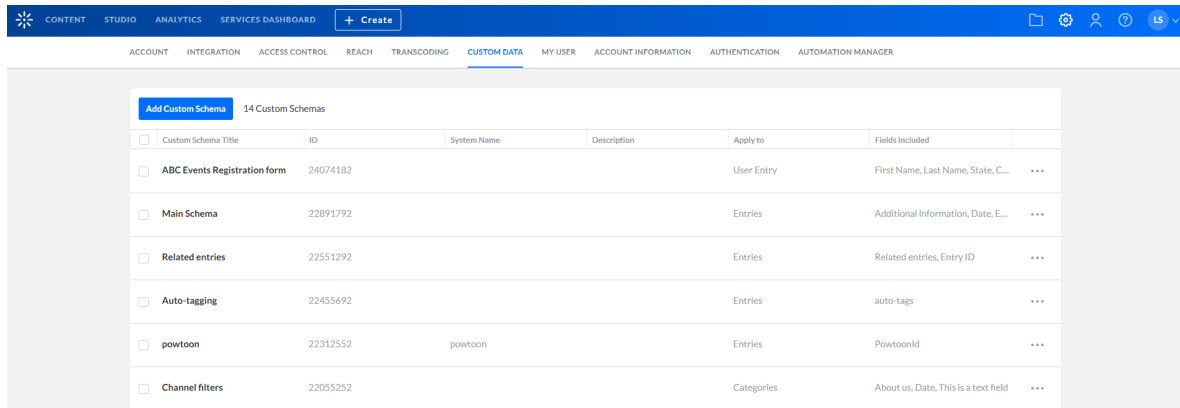 CONTENT STUDIO ANALYTICS SERVICES DASHBOARD + Create LS
ACCOUNT INTEGRATION ACCESS CONTROL REACH TRANSCODING CUSTOM DATA MY USER ACCOUNT INFORMATION AUTHENTICATION AUTOMATION MANAGER
Add Custom Schema 14 Custom Schemas
Custom Schema Title ID System Name Description Apply to Fields Included
ABC Events Registration form 24074182 User Entry First Name, Last Name, State, C...
Main Schema 22891792 Entries Additional information, Date, E...
Related entries 22551292 Entries Related entries, Entry ID
Auto-tagging 22455692 Entries auto-tags
powtoon 22312552 powtoon Entries PowtoonId
Channel filters 22055252 Categories About us, Date, This is a text field